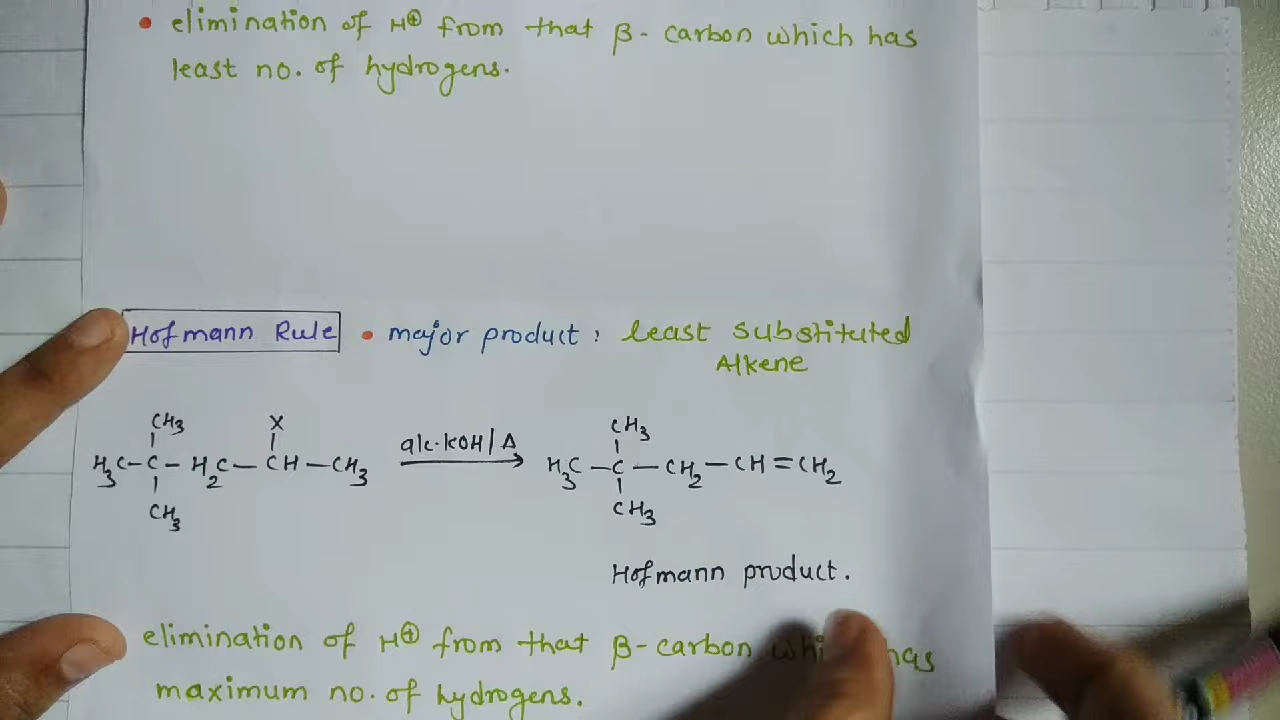 • elimination of H⊕ from that β- carbon which has
least no. of hydrogens.
Hofmann Rule • major product : least substituted
Alkene
CH3 X CH3
H3C–C–H2C–CH–CH3 alc.KOH/Δ H3C–C–CH2–CH=CH2
CH3 CH3
Hofmann product.
elimination of H⊕ from that β-carbon has
maximum no. of hydrogens.